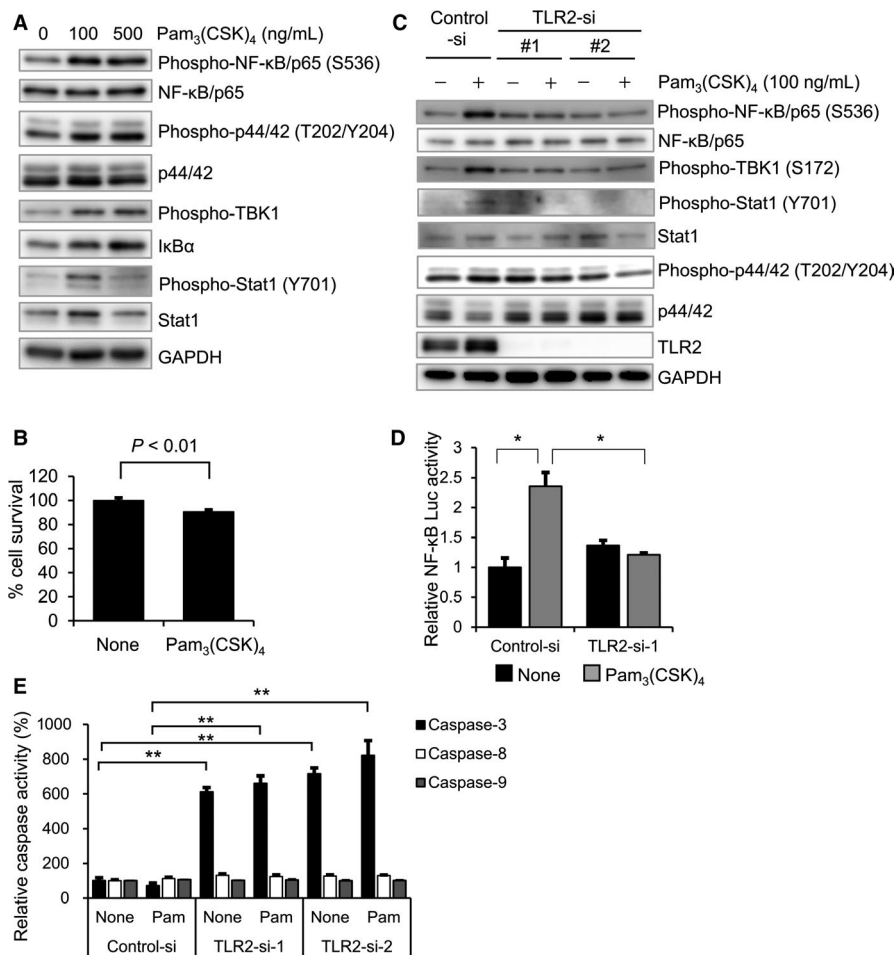 A
0 100 500 Pam₃(CSK)₄ (ng/mL)
Phospho-NF-κB/p65 (S536)
NF-κB/p65
Phospho-p44/42 (T202/Y204)
p44/42
Phospho-TBK1
IκBα
Phospho-Stat1 (Y701)
Stat1
GAPDH
C
Control
-si
TLR2-si
#1 #2
– + – + – + Pam₃(CSK)₄ (100 ng/mL)
Phospho-NF-κB/p65 (S536)
NF-κB/p65
Phospho-TBK1 (S172)
Phospho-Stat1 (Y701)
Stat1
Phospho-p44/42 (T202/Y204)
p44/42
TLR2
GAPDH
B
P < 0.01
% cell survival
120
100
80
60
40
20
0
None Pam₃(CSK)₄
D
Relative NF-κB Luc activity
3
2.5
2
1.5
1
0.5
0
* *
Control-si TLR2-si-1
None Pam₃(CSK)₄
E
Relative caspase activity (%)
1000
800
600
400
200
0
**
**
**
**
Caspase-3
Caspase-8
Caspase-9
None Pam None Pam None Pam
Control-si TLR2-si-1 TLR2-si-2